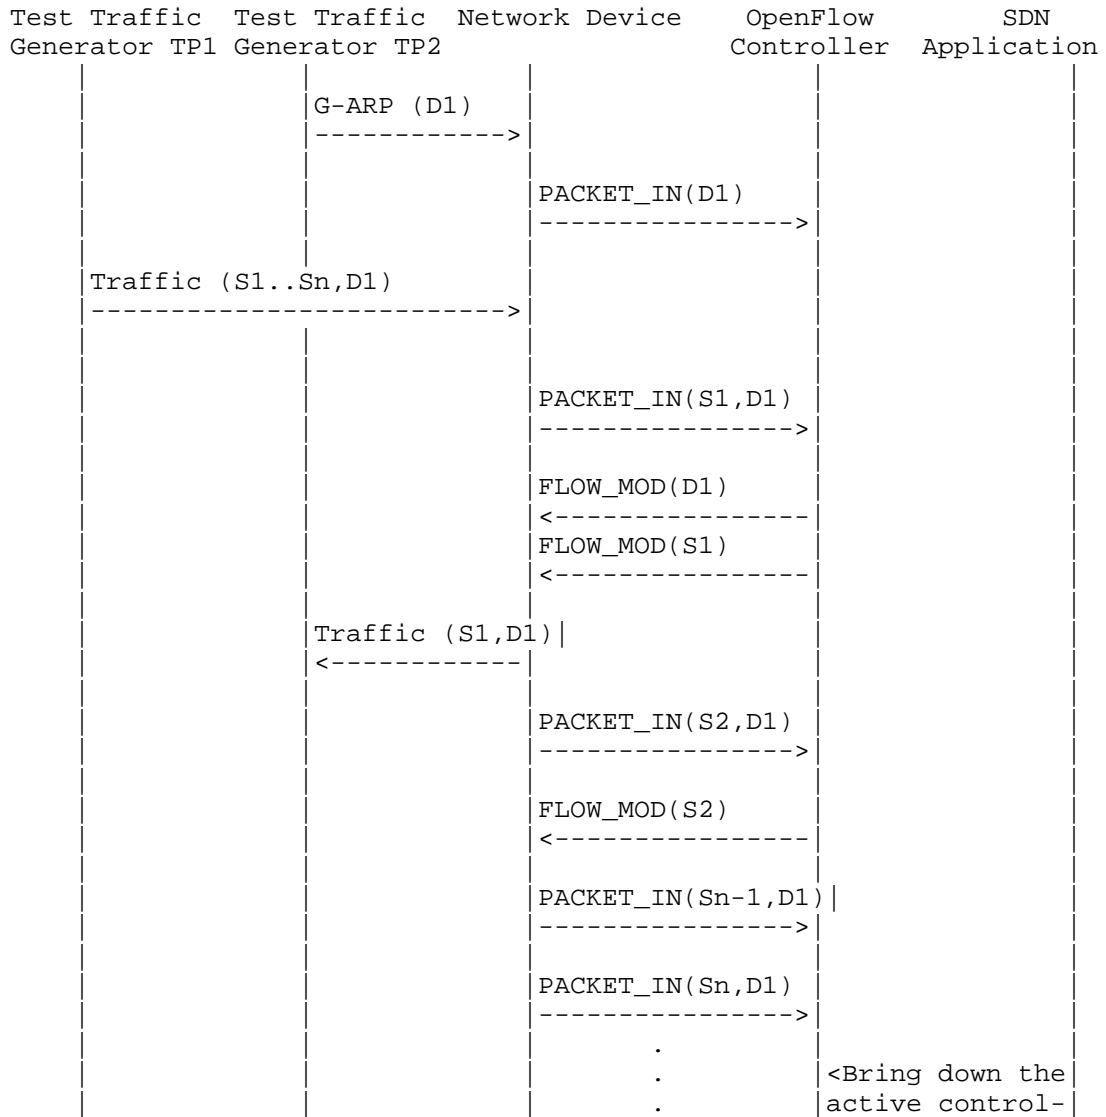 Test Traffic Test Traffic Network Device OpenFlow SDN
Generator TP1 Generator TP2 Controller Application
G-ARP (D1)
PACKET_IN(D1)
Traffic (S1..Sn,D1)
PACKET_IN(S1,D1)
FLOW_MOD(D1)
FLOW_MOD(S1)
Traffic (S1,D1)
PACKET_IN(S2,D1)
FLOW_MOD(S2)
PACKET_IN(Sn-1,D1)
PACKET_IN(Sn,D1)
.
. <Bring down the
. active control-